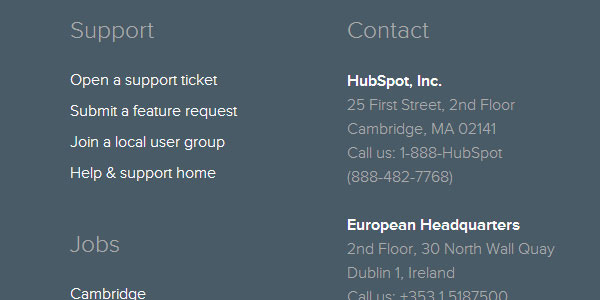 Support
Open a support ticket
Submit a feature request
Join a local user group
Help & support home
Jobs
Cambridge
Contact
HubSpot, Inc.
25 First Street, 2nd Floor
Cambridge, MA 02141
Call us: 1-888-HubSpot
(888-482-7768)
European Headquarters
2nd Floor, 30 North Wall Quay
Dublin 1, Ireland
Call us: +353 1 5187500